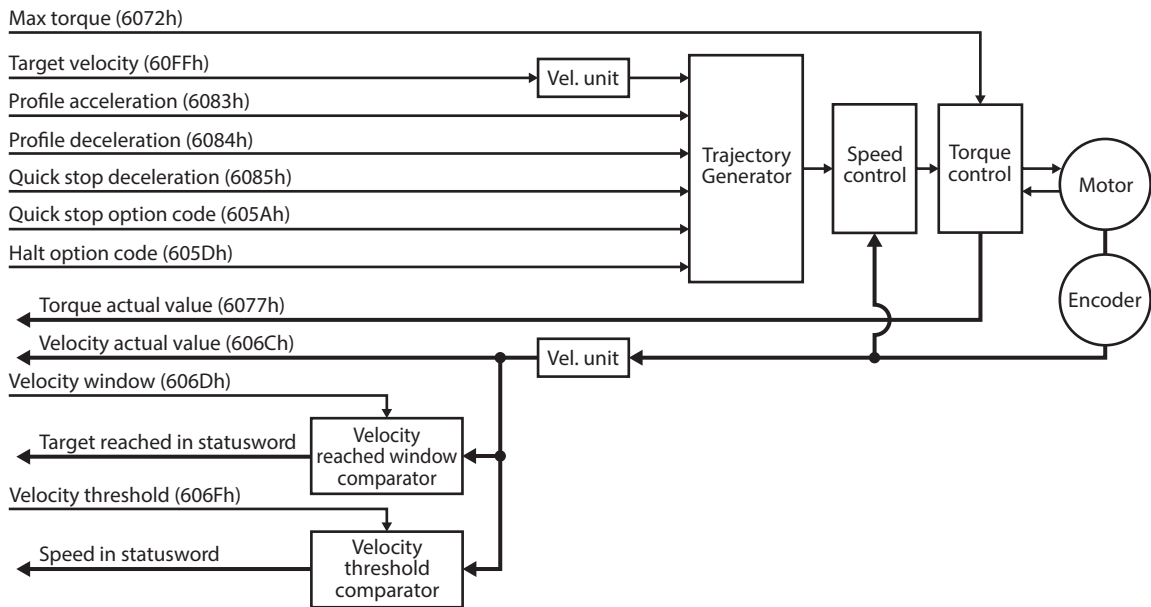 Max torque (6072h)
Target velocity (60FFh)
Vel. unit
Profile acceleration (6083h)
Profile deceleration (6084h)
Quick stop deceleration (6085h)
Quick stop option code (605Ah)
Halt option code (605Dh)
Trajectory
Generator
Speed
control
Torque
control
Motor
Encoder
Torque actual value (6077h)
Velocity actual value (606Ch)
Vel. unit
Velocity window (606Dh)
Target reached in statusword
Velocity
reached window
comparator
Velocity threshold (606Fh)
Speed in statusword
Velocity
threshold
comparator